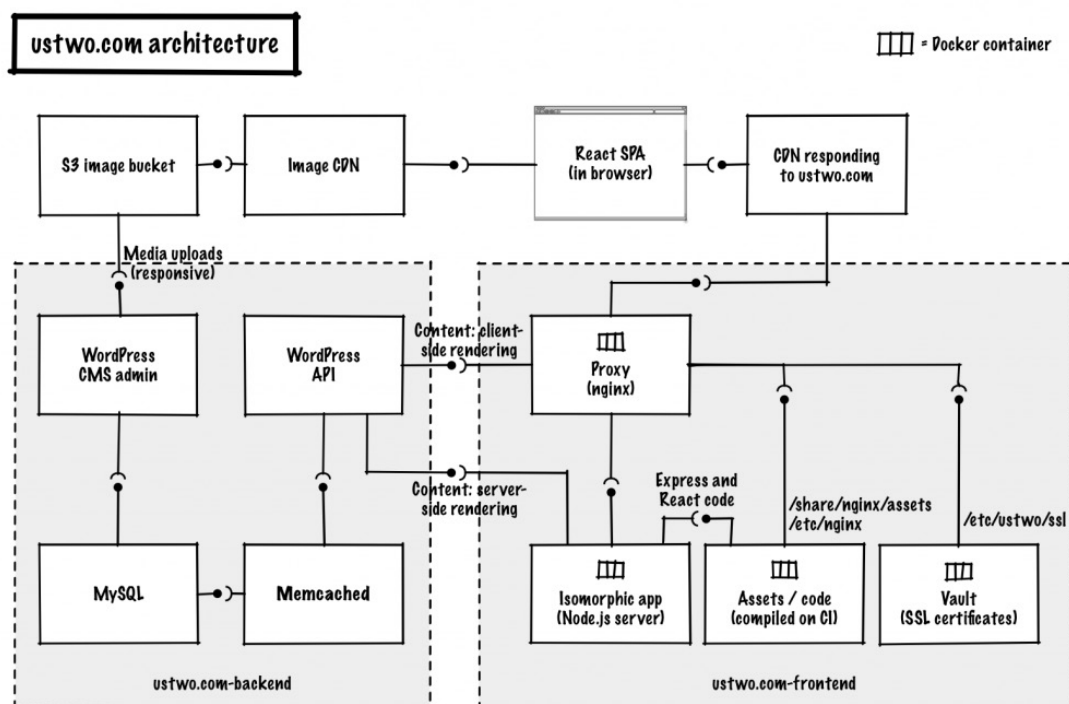 ustwo.com architecture
= Docker container
S3 image bucket
Image CDN
React SPA
(in browser)
CDN responding
to ustwo.com
Media uploads
(responsive)
WordPress
CMS admin
WordPress
API
Content: client-
side rendering
Proxy
(nginx)
Content: server-
side rendering
Express and
React code
/share/nginx/assets
/etc/nginx
/etc/ustwo/ssl
MySQL
Memcached
Isomorphic app
(Node.js server)
Assets / code
(compiled on CI)
Vault
(SSL certificates)
ustwo.com-backend
ustwo.com-frontend